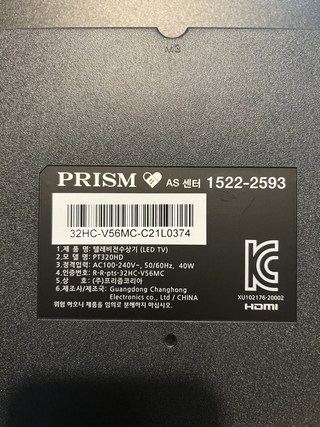 M3
PRISM AS 센터 1522-2593
32HC-V56MC-C21L0374
1.제 품 명: 텔레비전수상기 (LED TV)
2.모 델 명: PT320HD
3.정격입력: AC100-240V~, 50/60Hz, 40W
4.인증번호: R-R-pts-32HC-V56MC
5.상 호: (주)프리즘코리아
6.제조사/제조국: Guangdong Changhong
Electronics co., Ltd / CHINA
위험 하오니 제품을 임의로 분해하지 마십시오.
XU102176-20002
HDMI